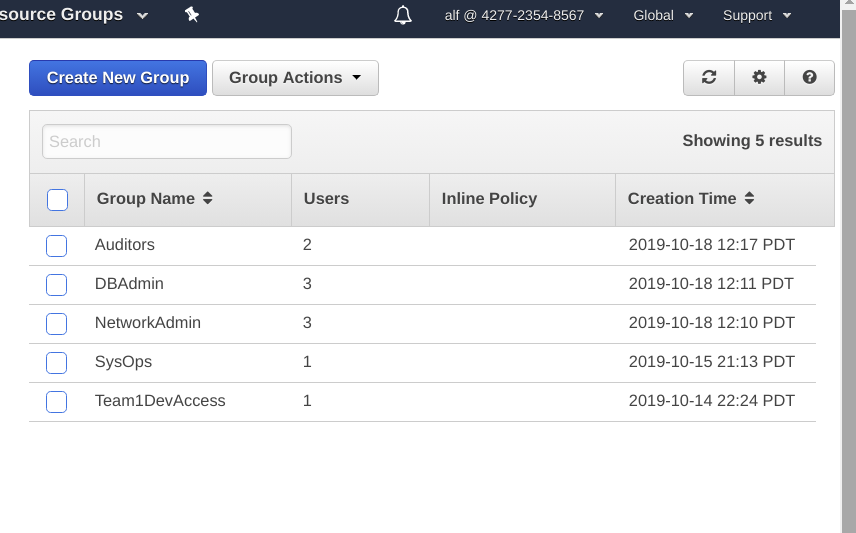 source Groups alf @ 4277-2354-8567 Global Support
Create New Group Group Actions
Search Showing 5 results
Group Name Users Inline Policy Creation Time
Auditors 2 2019-10-18 12:17 PDT
DBAdmin 3 2019-10-18 12:11 PDT
NetworkAdmin 3 2019-10-18 12:10 PDT
SysOps 1 2019-10-15 21:13 PDT
Team1DevAccess 1 2019-10-14 22:24 PDT